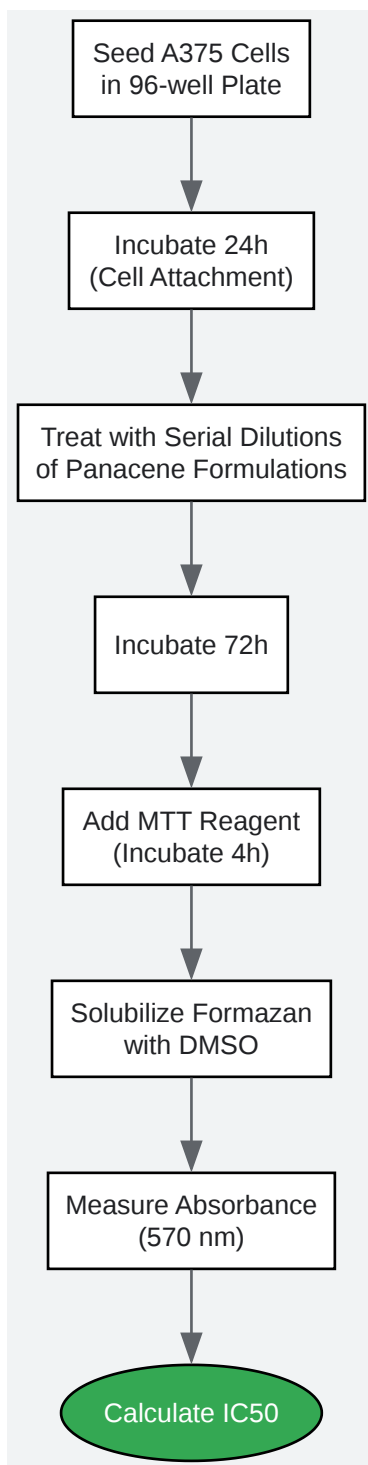 Seed A375 Cells
in 96-well Plate
Incubate 24h
(Cell Attachment)
Treat with Serial Dilutions
of Panacene Formulations
Incubate 72h
Add MTT Reagent
(Incubate 4h)
Solubilize Formazan
with DMSO
Measure Absorbance
(570 nm)
Calculate IC50